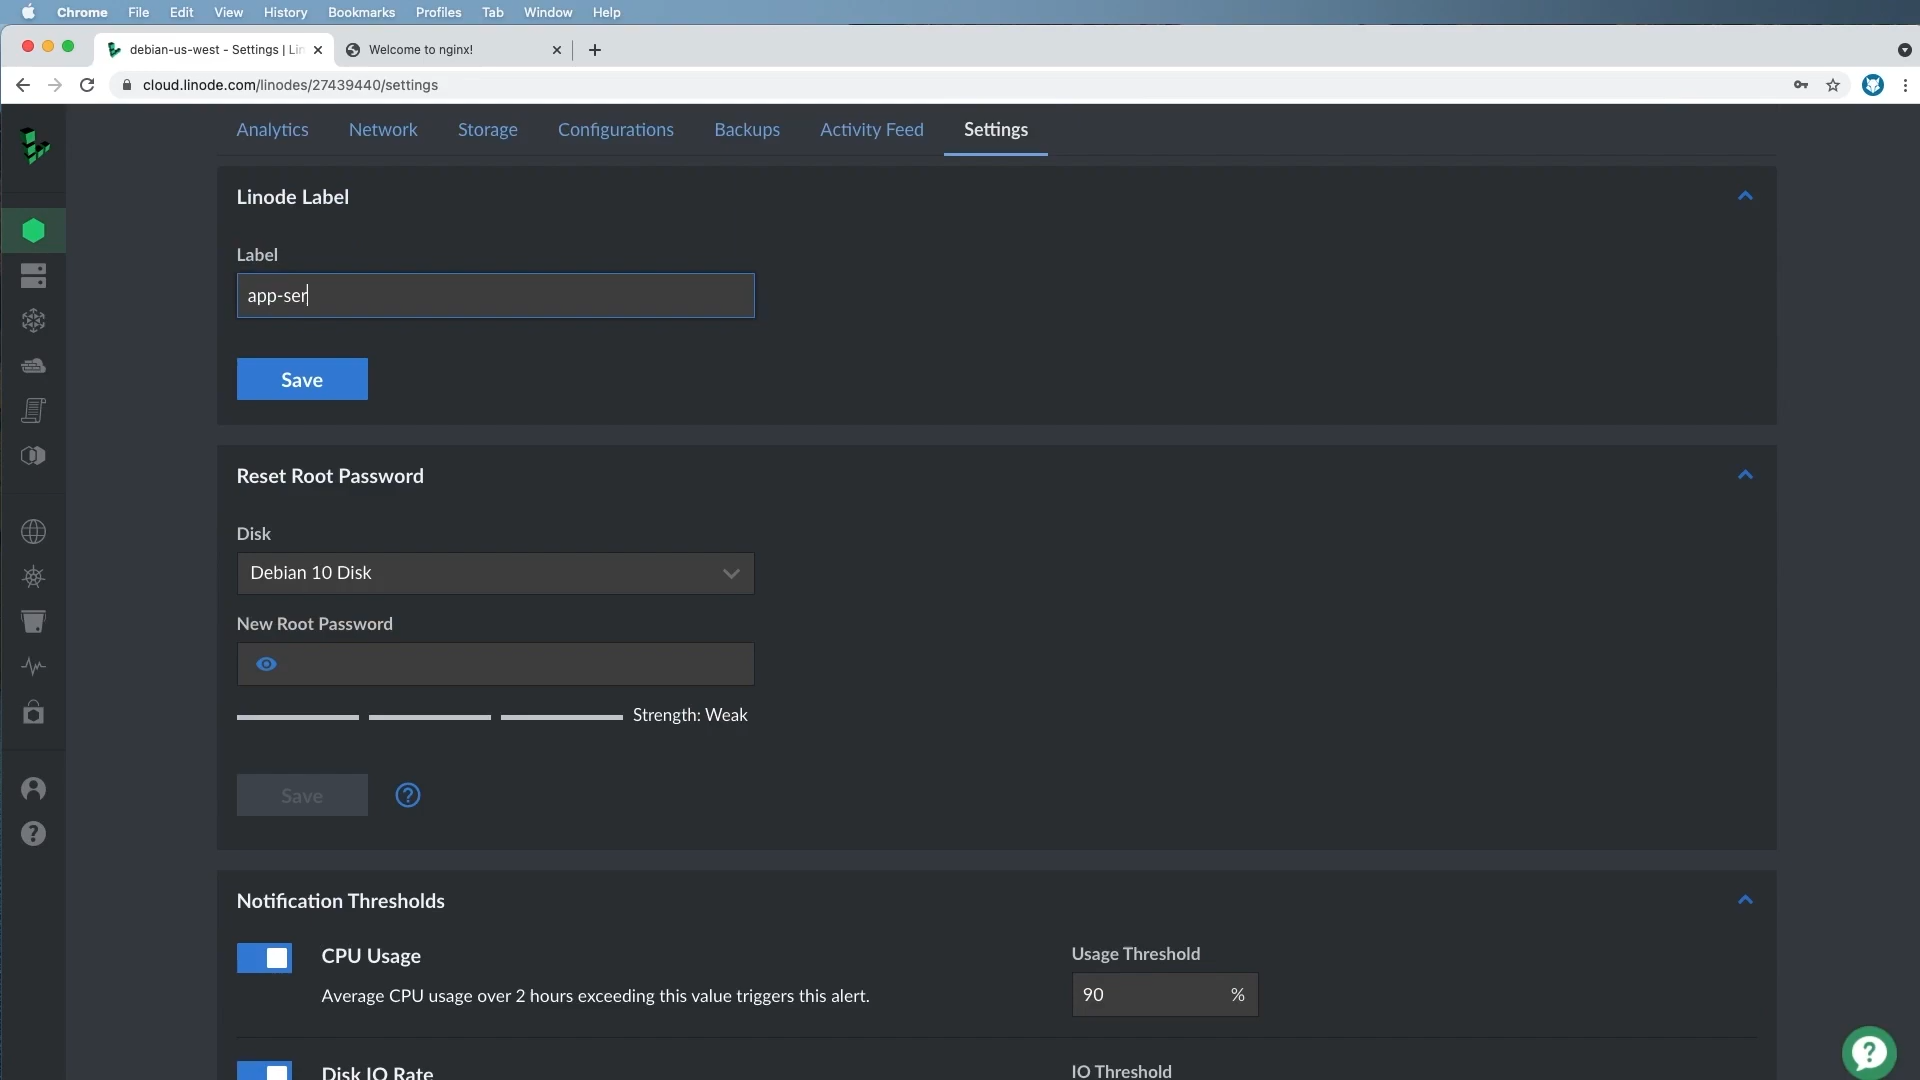 Chrome File Edit View History Bookmarks Profiles Tab Window Help
debian-us-west - Settings | Lin
Welcome to nginx!
cloud.linode.com/linodes/27439440/settings
Analytics Network Storage Configurations Backups Activity Feed Settings
Linode Label
Label
app-ser
Save
Reset Root Password
Disk
Debian 10 Disk
New Root Password
Strength: Weak
Save
Notification Thresholds
CPU Usage
Usage Threshold
Average CPU usage over 2 hours exceeding this value triggers this alert.
90 %
Disk IO Rate
IO Threshold